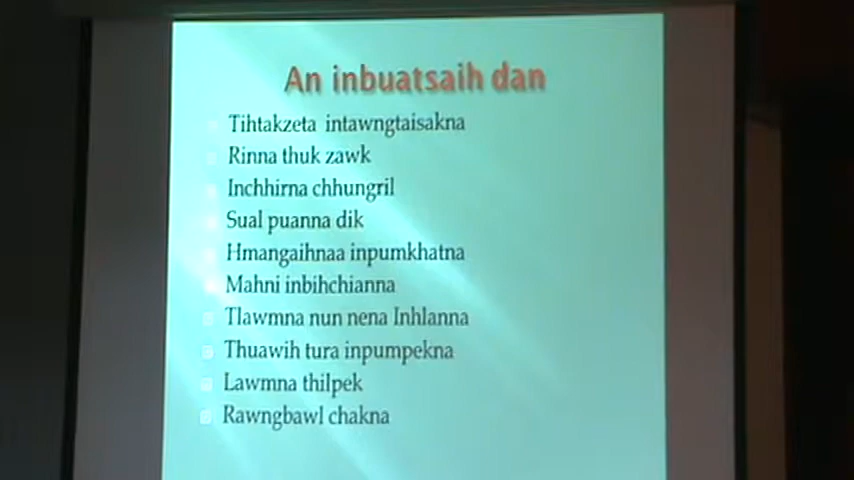 An inbuatsaih dan
Tihtakzeta intawngtaisakna
Rinna thuk zawk
Inchhirna chhungril
Sual puanna dik
Hmangaihnaa inpumkhatna
Mahni inbihchianna
Tlawmna nun nena Inhlanna
Thuawih tura inpumpekna
Lawmna thilpek
Rawngbawl chakna